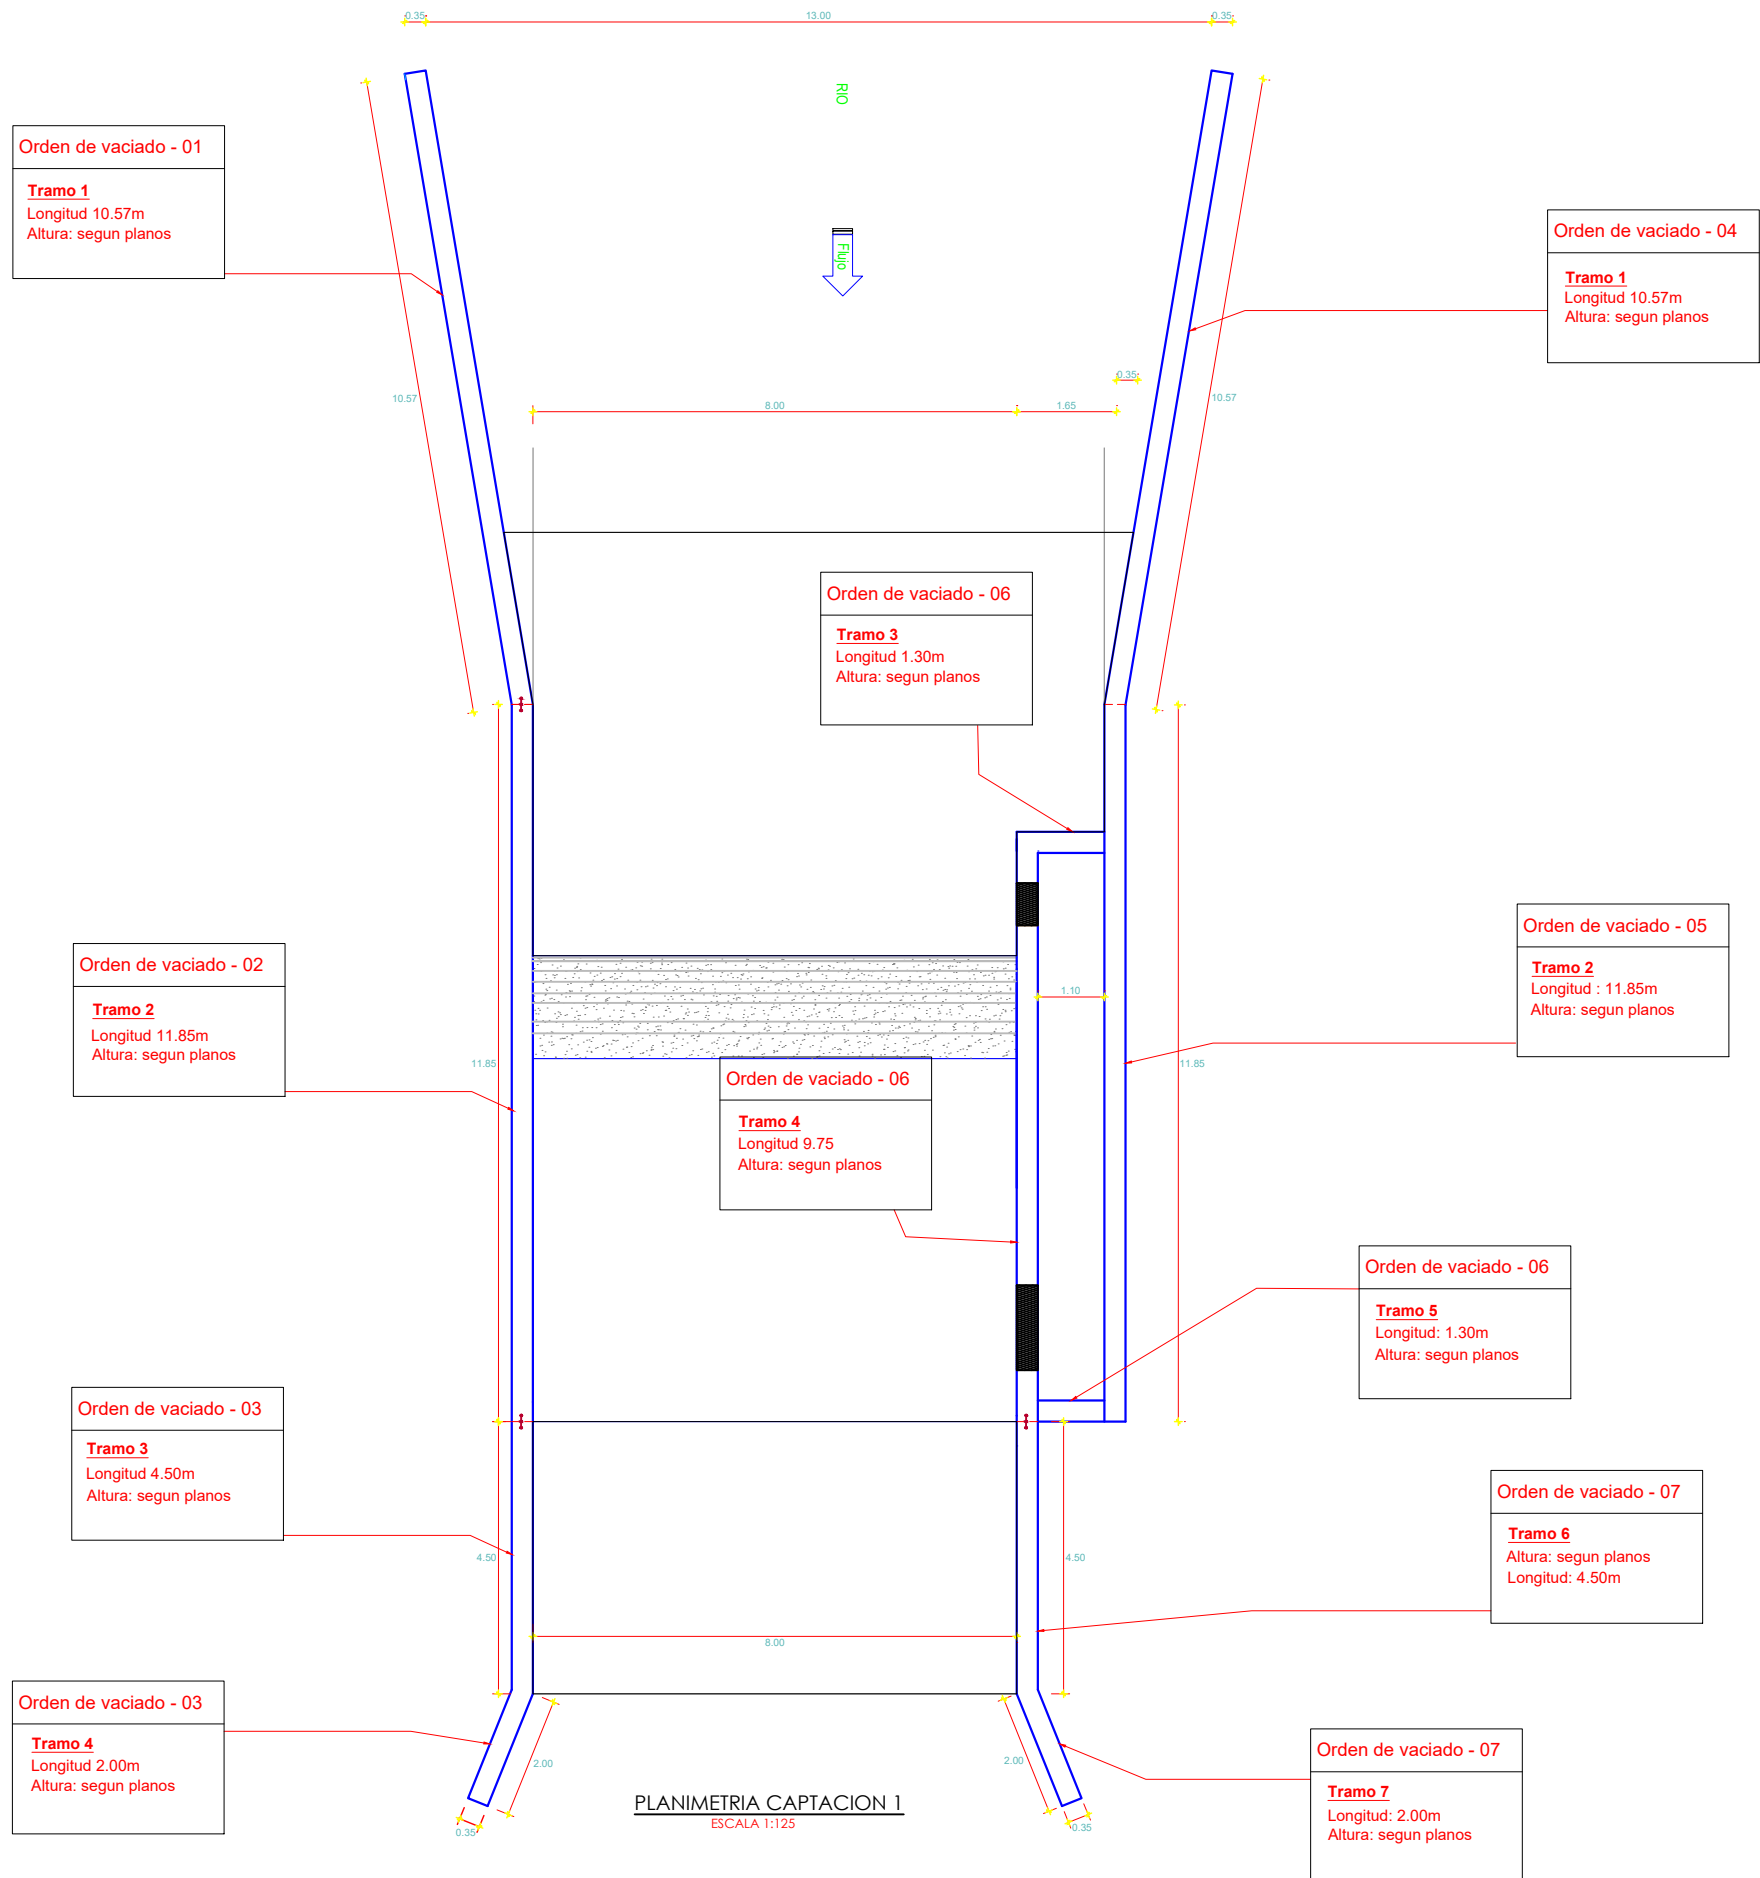 0.35
13.00
0.35
RIO
Orden de vaciado - 01
Tramo 1
Longitud 10.57m
Altura: segun planos
Flujo
Orden de vaciado - 04
Tramo 1
Longitud 10.57m
Altura: segun planos
0.35
10.57
8.00
1.65
10.57
Orden de vaciado - 06
Tramo 3
Longitud 1.30m
Altura: segun planos
Orden de vaciado - 02
Tramo 2
Longitud 11.85m
Altura: segun planos
Orden de vaciado - 05
Tramo 2
Longitud : 11.85m
Altura: segun planos
1.10
11.85
11.85
Orden de vaciado - 06
Tramo 4
Longitud 9.75
Altura: segun planos
Orden de vaciado - 06
Tramo 5
Longitud: 1.30m
Altura: segun planos
Orden de vaciado - 03
Tramo 3
Longitud 4.50m
Altura: segun planos
4.50
4.50
Orden de vaciado - 07
Tramo 6
Altura: segun planos
Longitud: 4.50m
8.00
Orden de vaciado - 03
Tramo 4
Longitud 2.00m
Altura: segun planos
2.00
2.00
Orden de vaciado - 07
Tramo 7
Longitud: 2.00m
Altura: segun planos
0.35
0.35
PLANIMETRIA CAPTACION 1
ESCALA 1:125